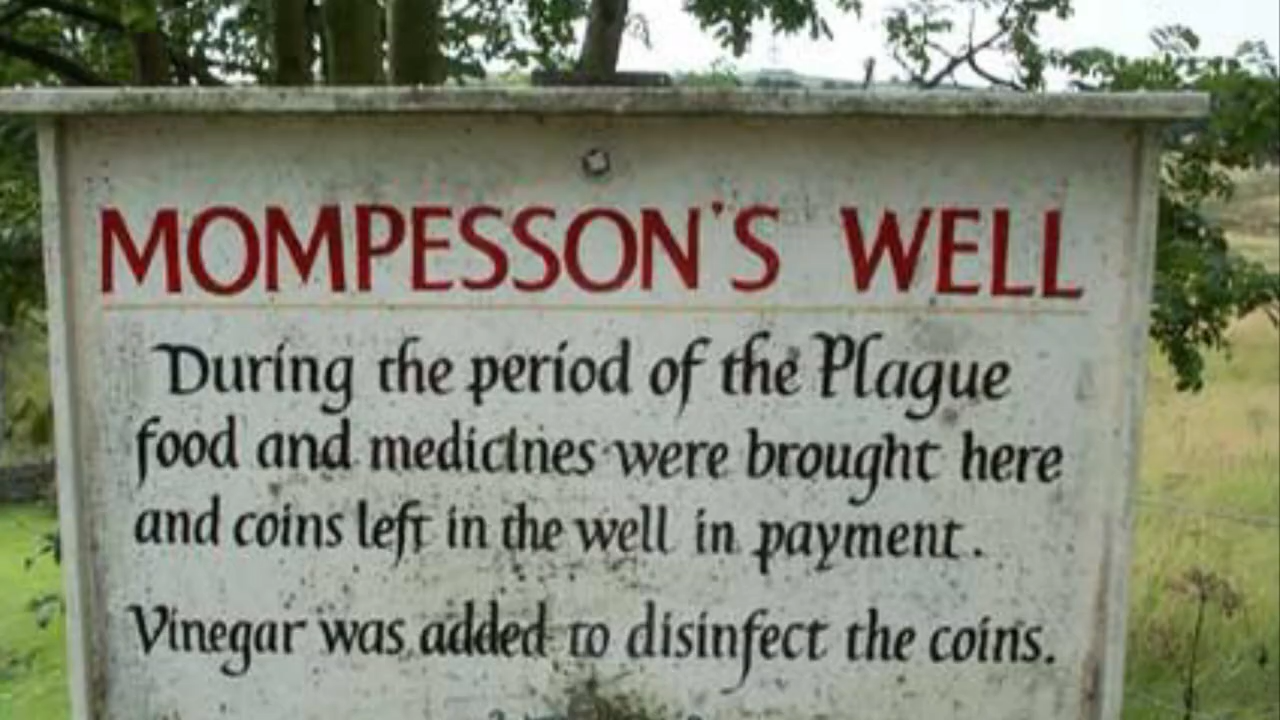 MOMPESSON'S WELL
During the period of the Plague
food and medicines were brought here
and coins left in the well in payment.
Vinegar was added to disinfect the coins.